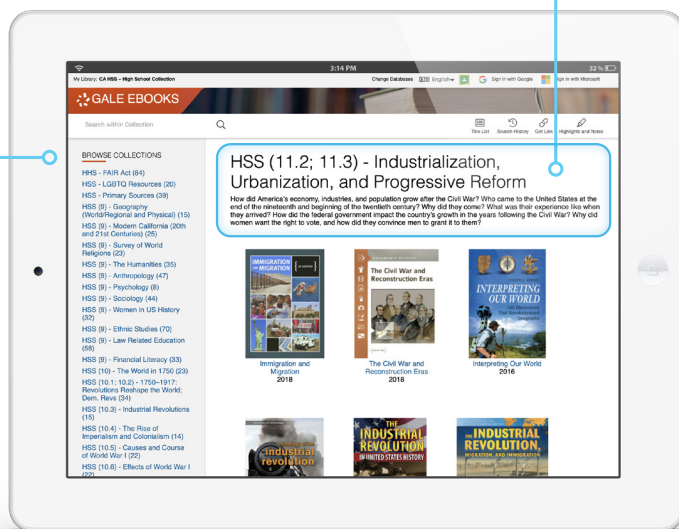 3:14 PM
32 %
My Library: CA HSS – High School Collection
Change Databases
English
Sign in with Google
Sign in with Microsoft
GALE EBOOKS
Search within Collection
Title List
Search History
Get Link
Highlights and Notes
BROWSE COLLECTIONS
HHS - FAIR Act (84)
HSS - LGBTQ Resources (20)
HSS - Primary Sources (39)
HSS (9) - Geography
(World/Regional and Physical) (15)
HSS (9) - Modern California (20th
and 21st Centuries) (25)
HSS (9) - Survey of World
Religions (23)
HSS (9) - The Humanities (35)
HSS (9) - Anthropology (47)
HSS (9) - Psychology (8)
HSS (9) - Sociology (44)
HSS (9) - Women in US History
(32)
HSS (9) - Ethnic Studies (70)
HSS (9) - Law Related Education
(58)
HSS (9) - Financial Literacy (33)
HSS (10) - The World in 1750 (23)
HSS (10.1; 10.2) - 1750–1917:
Revolutions Reshape the World;
Dem. Revs (34)
HSS (10.3) - Industrial Revolutions
(15)
HSS (10.4) - The Rise of
Imperialism and Colonialism (14)
HSS (10.5) - Causes and Course
of World War I (22)
HSS (10.6) - Effects of World War I
(22)
HSS (11.2; 11.3) - Industrialization,
Urbanization, and Progressive Reform
How did America's economy, industries, and population grow after the Civil War? Who came to the United States at the
end of the nineteenth and beginning of the twentieth century? Why did they come? What was their experience like when
they arrived? How did the federal government impact the country's growth in the years following the Civil War? Why did
women want the right to vote, and how did they convince men to grant it to them?
IMMIGRATION
AND MIGRATION
Immigration and
Migration
2018
The Civil War and
Reconstruction Eras
The Civil War and
Reconstruction Eras
2018
INTERPRETING
OUR WORLD
Interpreting Our World
2016
industrial
revolution
THE
INDUSTRIAL
REVOLUTION
IN UNITED STATES HISTORY
THE
INDUSTRIAL
REVOLUTION
MIGRATION, AND IMMIGRATION